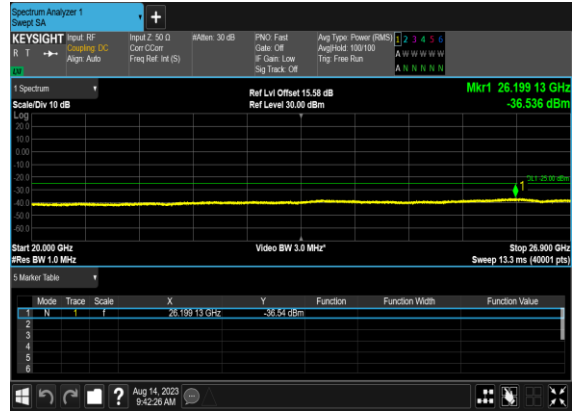 Spectrum Analyzer 1
Swept SA
+
KEYSIGHT Input: RF Input Z: 50 Ω #Atten: 30 dB PNO: Fast Avg Type: Power (RMS) 1 2 3 4 5 6
R T Coupling: DC Corr CCorr Gate: Off Avg|Hold: 100/100 A W W W W W
Align: Auto Freq Ref: Int (S) IF Gain: Low Trig: Free Run
Sig Track: Off A N N N N N
1 Spectrum
Ref Lvl Offset 15.58 dB Mkr1 26.199 13 GHz
Scale/Div 10 dB Ref Level 30.00 dBm -36.536 dBm
Log
20.0
10.0
0.00
-10.0
-20.0
DL1 -25.00 dBm
1
-30.0
-40.0
-50.0
-60.0
Start 20.000 GHz Video BW 3.0 MHz* Stop 26.900 GHz
#Res BW 1.0 MHz Sweep 13.3 ms (40001 pts)
5 Marker Table
Mode Trace Scale X Y Function Function Width Function Value
1 N 1 f 26.199 13 GHz -36.54 dBm
2
3
4
5
6
? Aug 14, 2023
9:42:26 AM